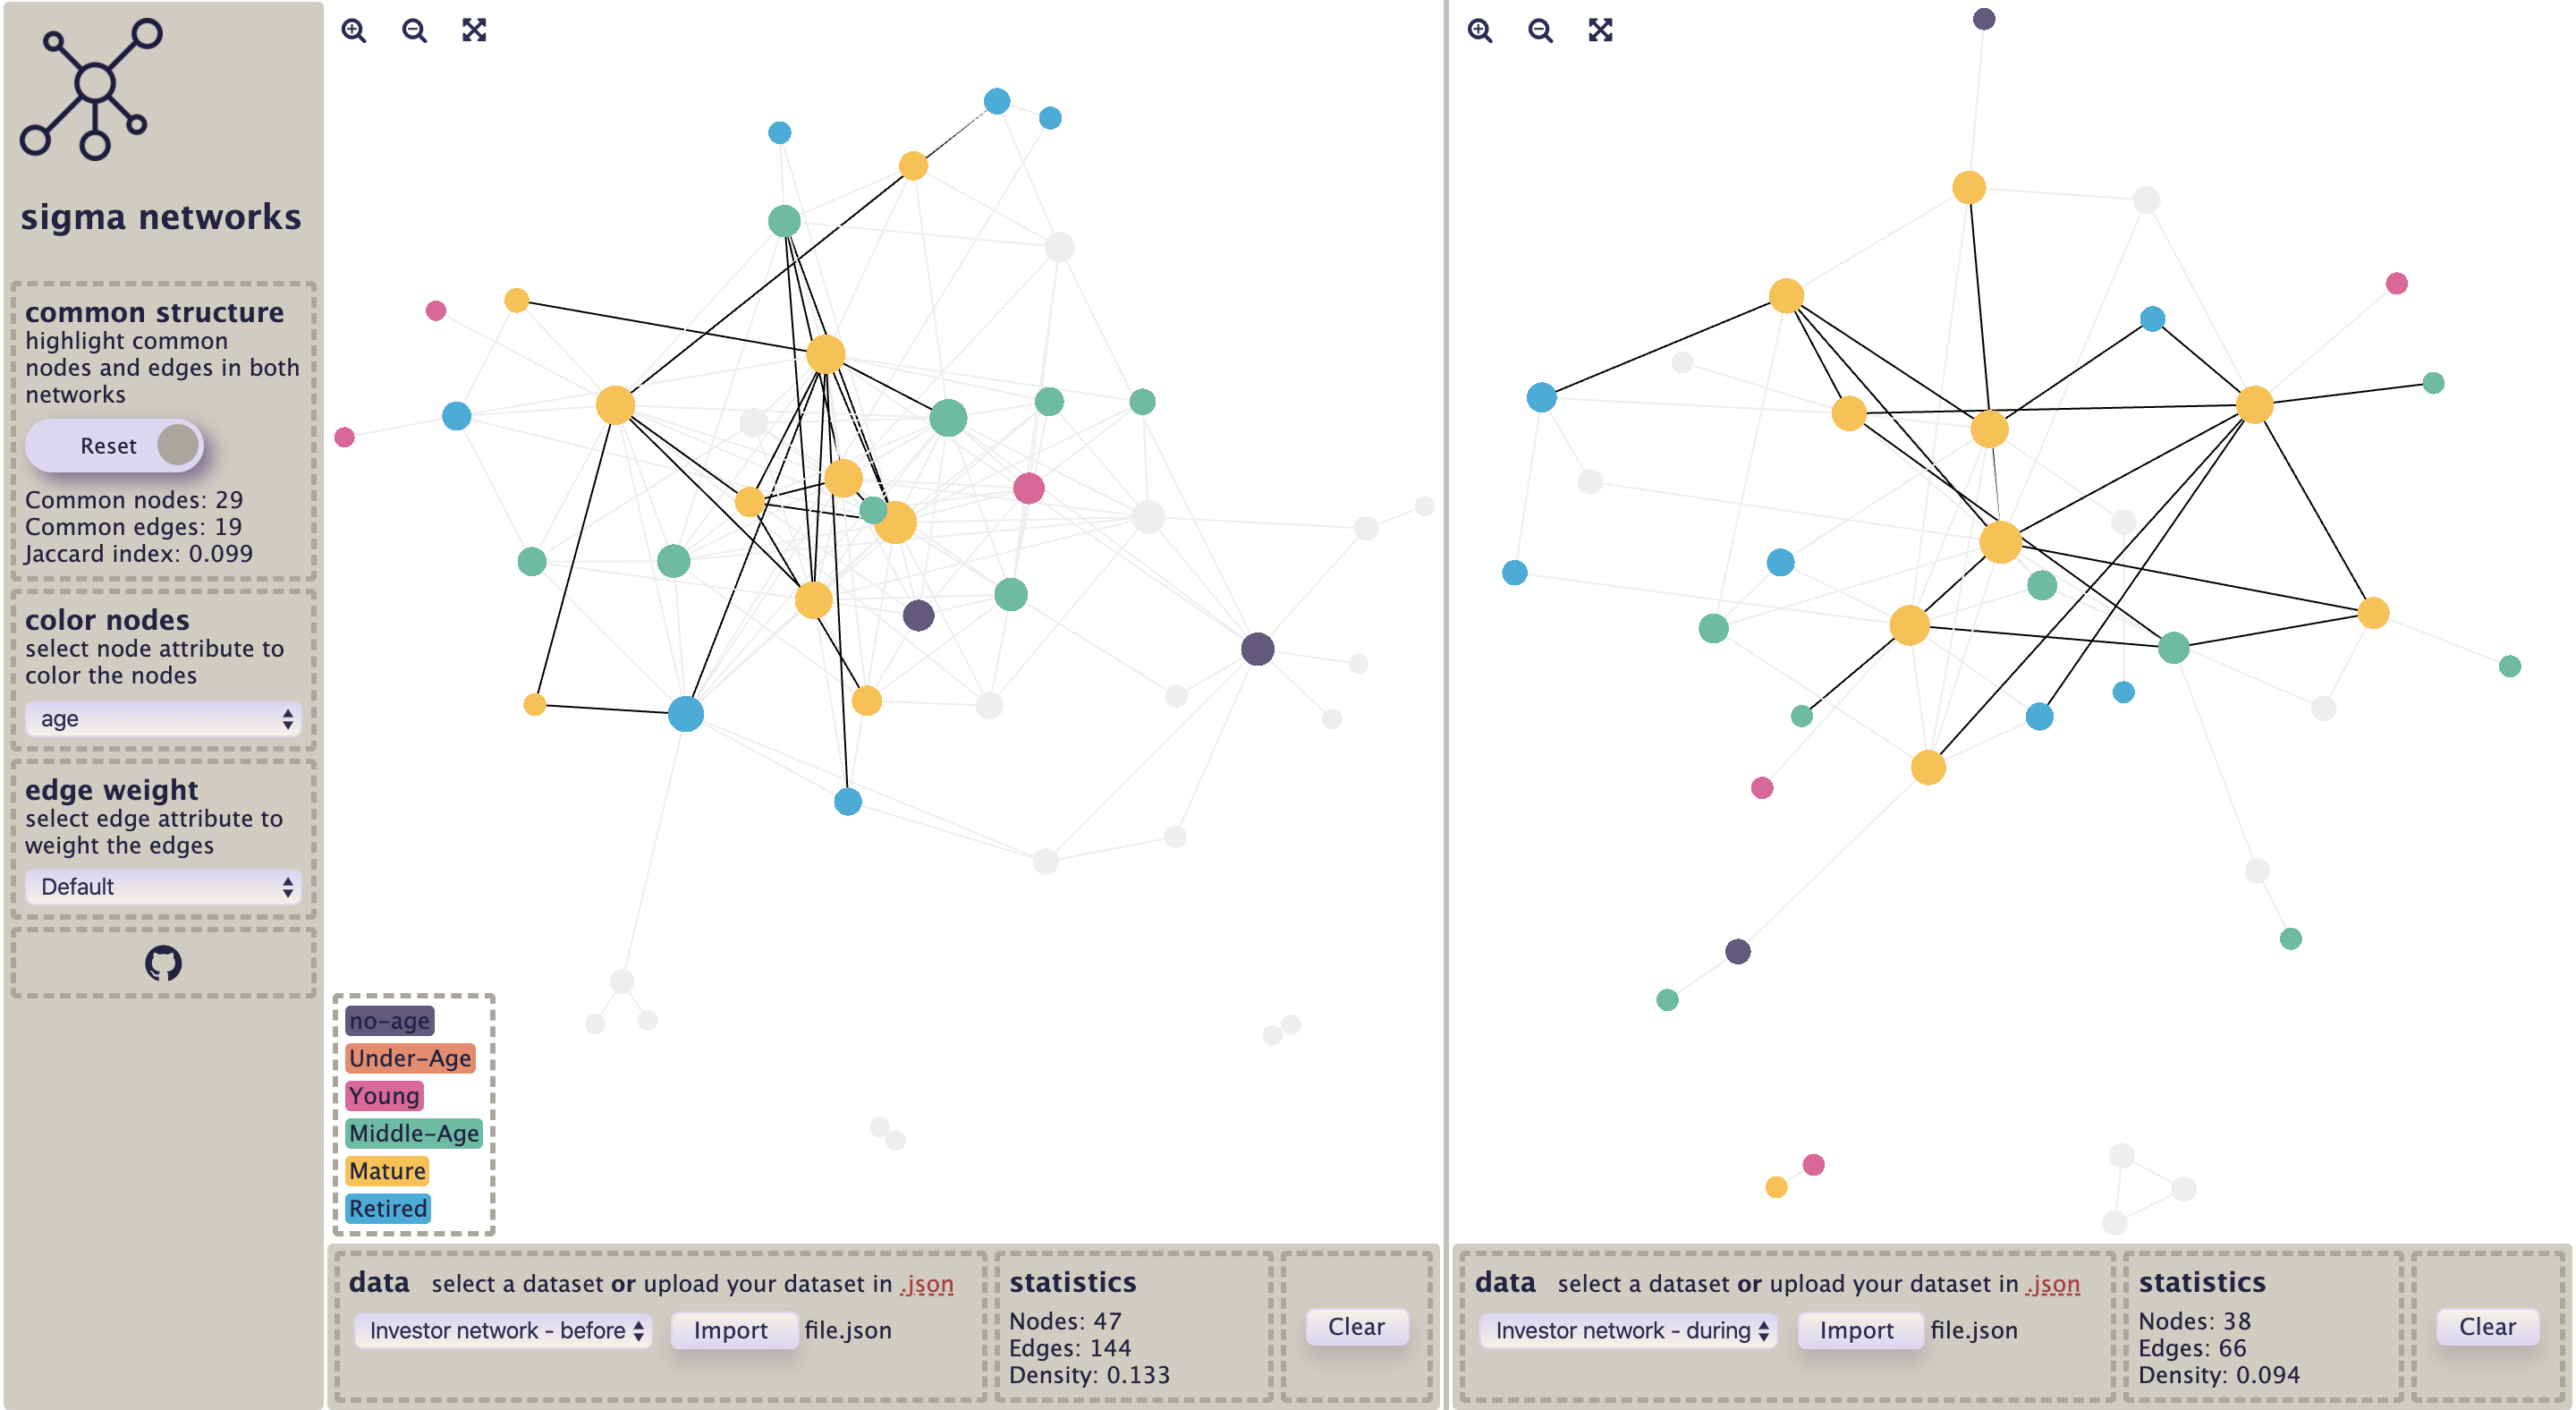 sigma networks
common structure
highlight common
nodes and edges in both
networks
Reset
Common nodes: 29
Common edges: 19
Jaccard index: 0.099
color nodes
select node attribute to
color the nodes
age
edge weight
select edge attribute to
weight the edges
Default
no-age
Under-Age
Young
Middle-Age
Mature
Retired
data select a dataset or upload your dataset in .json
Investor network - before Import file.json
statistics
Nodes: 47
Edges: 144
Density: 0.133
Clear
data select a dataset or upload your dataset in .json
Investor network - during Import file.json
statistics
Nodes: 38
Edges: 66
Density: 0.094
Clear